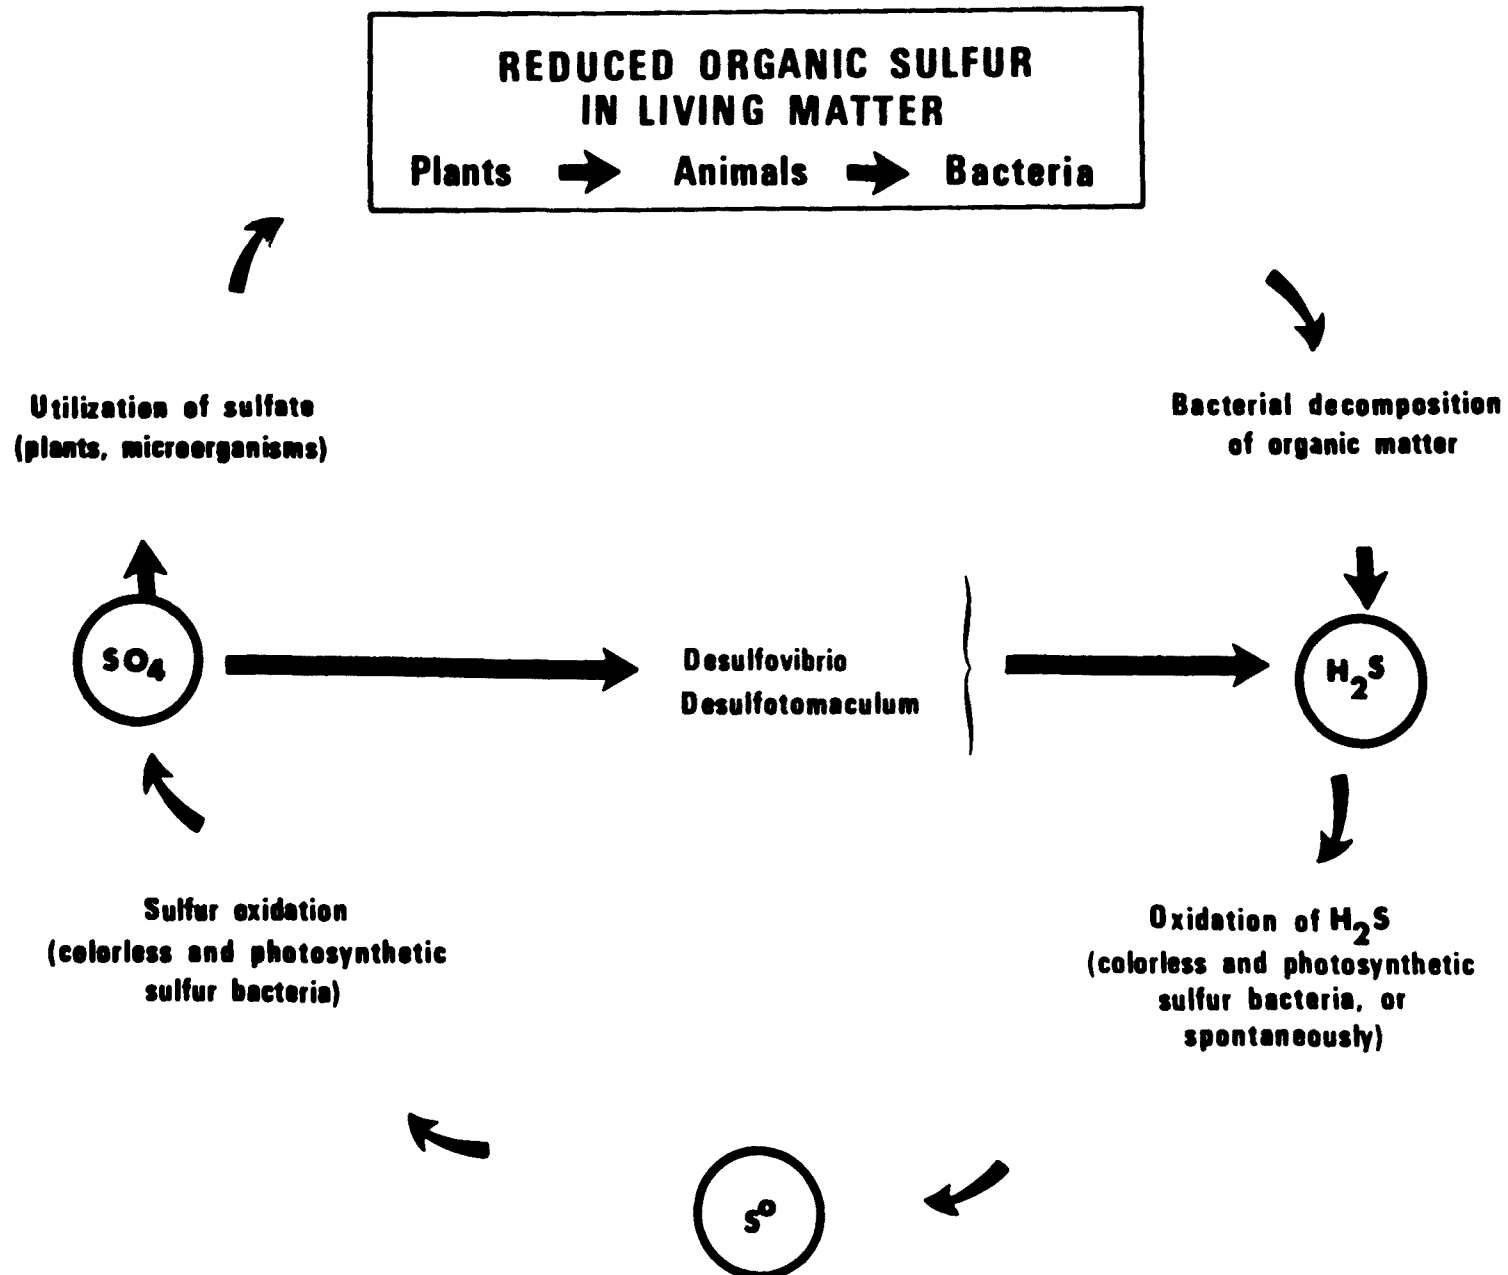 REDUCED ORGANIC SULFUR
IN LIVING MATTER
Plants Animals Bacteria
Utilization of sulfate
(plants, microorganisms)
Bacterial decomposition
of organic matter
SO₄
Desulfovibrio
Desulfotomaculum
H₂S
Sulfur oxidation
(colorless and photosynthetic
sulfur bacteria)
Oxidation of H₂S
(colorless and photosynthetic
sulfur bacteria, or
spontaneously)
S⁰